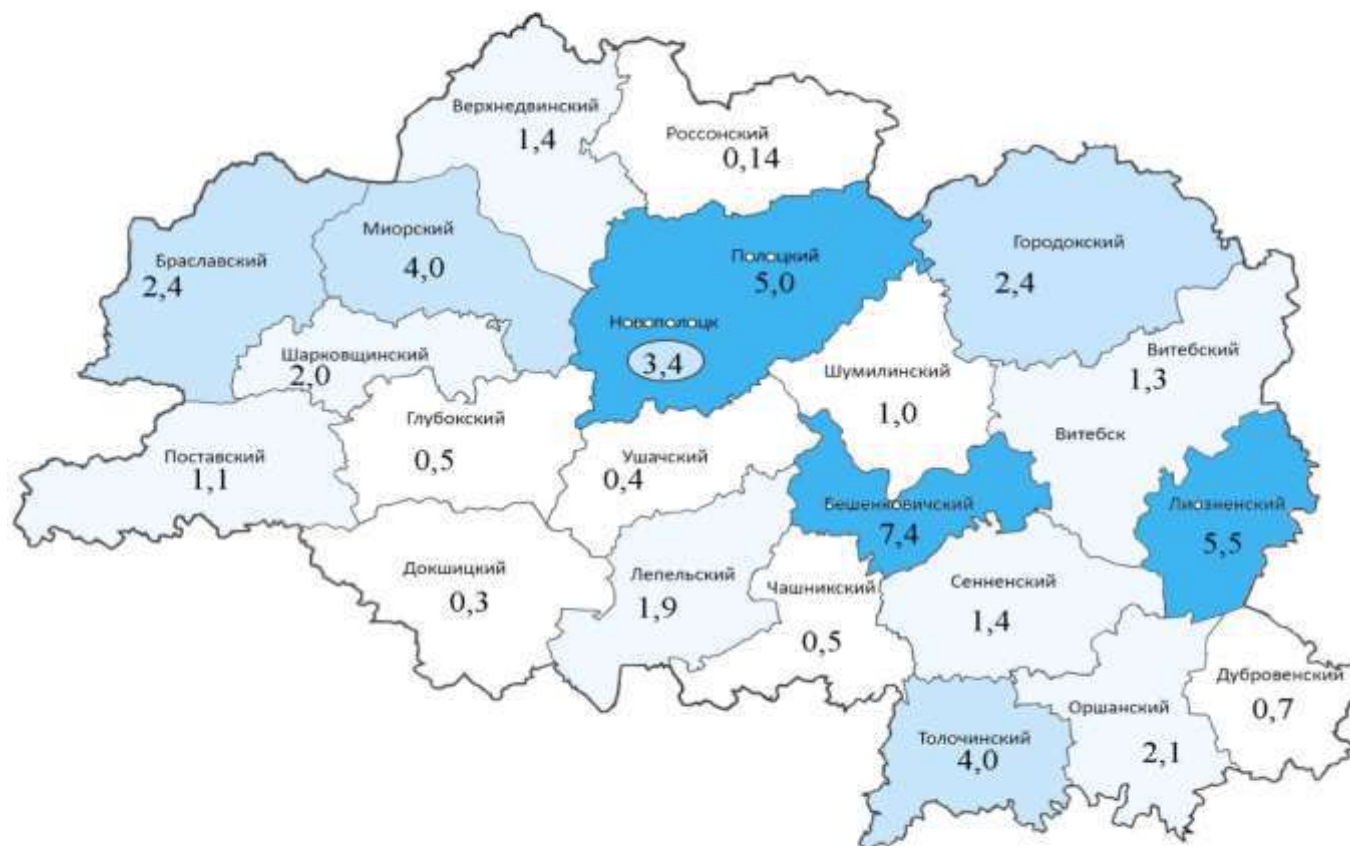 Верхнедвинский
1,4
Россонский
0,14
Браславский
2,4
Миорский
4,0
Полоцкий
5,0
Городокский
2,4
Новополоцк
3,4
Шарковщинский
2,0
Шумилинский
1,0
Витебский
1,3
Витебск
Поставский
1,1
Глубокский
0,5
Ушачский
0,4
Бешенковичский
7,4
Лиозненский
5,5
Докшицкий
0,3
Лепельский
1,9
Чашникский
0,5
Сенненский
1,4
Дубровенский
0,7
Толочинский
4,0
Оршанский
2,1